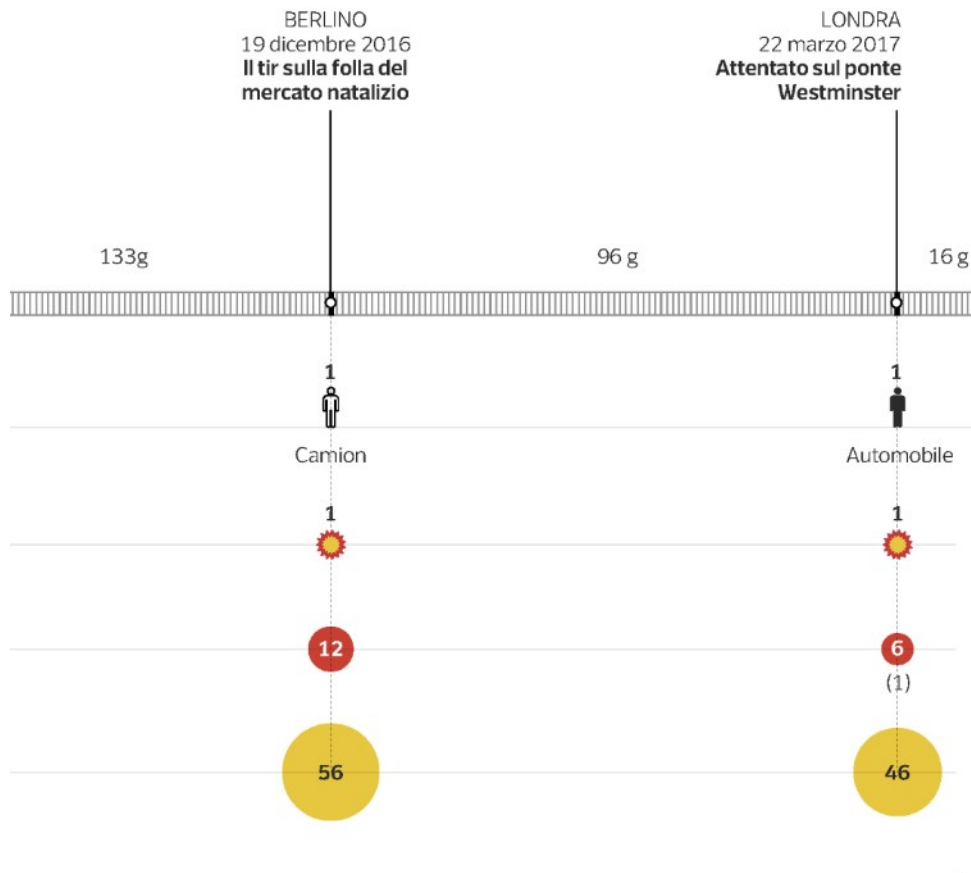 BERLINO
19 dicembre 2016
Il tir sulla folla del
mercato natalizio
LONDRA
22 marzo 2017
Attentato sul ponte
Westminster
133g
96 g
16 g
1
1
Camion
Automobile
1
1
12
6
(1)
56
46